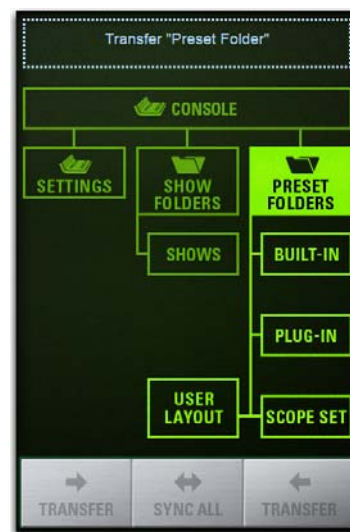 Transfer "Preset Folder"
CONSOLE
SETTINGS
SHOW
FOLDERS
PRESET
FOLDERS
SHOWS
BUILT-IN
PLUG-IN
USER
LAYOUT
SCOPE SET
TRANSFER
SYNC ALL
TRANSFER